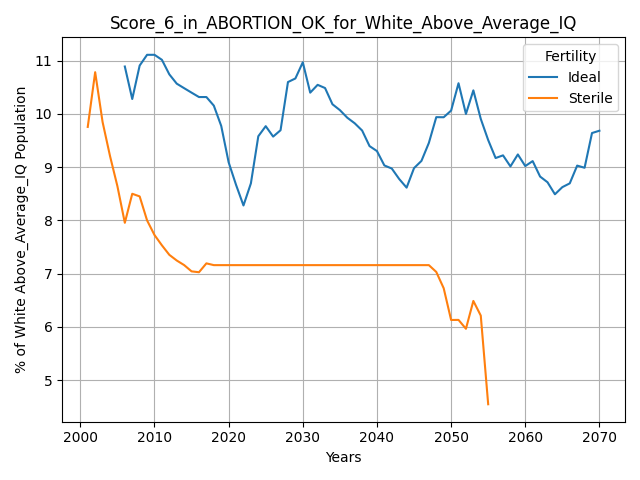 Score_6_in_ABORTION_OK_for_White_Above_Average_IQ
% of White Above_Average_IQ Population
11
10
9
8
7
6
5
Fertility
Ideal
Sterile
2000 2010 2020 2030 2040 2050 2060 2070
Years